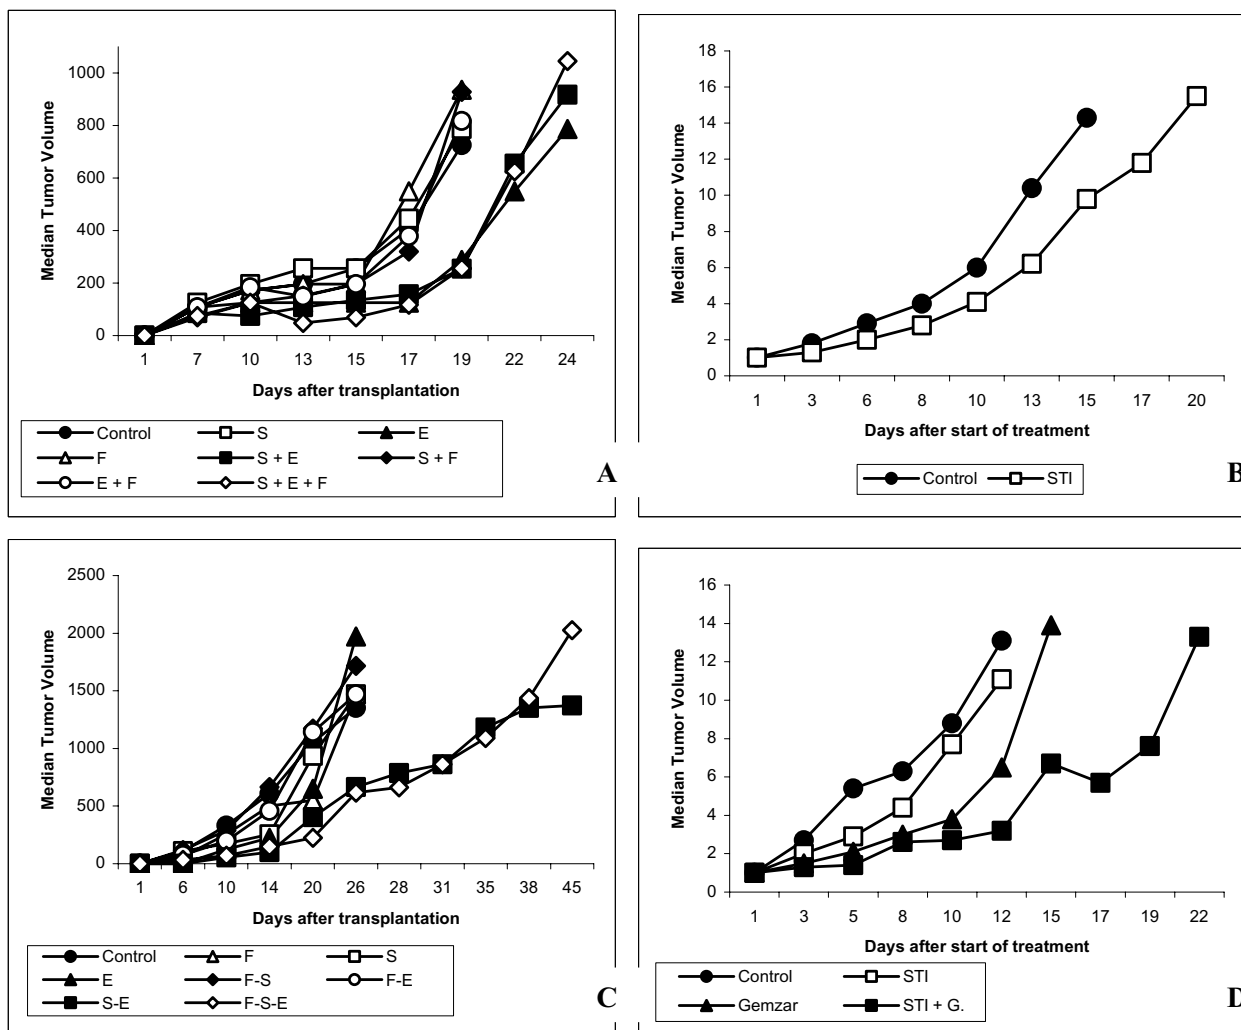 1000
800
600
400
200
0
Median Tumor Volume
1 7 10 13 15 17 19 22 24
Days after transplantation
Control S E
F S + E S + F
E + F S + E + F
A
18
16
14
12
10
8
6
4
2
0
Median Tumor Volume
1 3 6 8 10 13 15 17 20
Days after start of treatment
Control STI
B
2500
2000
1500
1000
500
0
Median Tumor Volume
1 6 10 14 20 26 28 31 35 38 45
Days after transplantation
Control F S
E F-S F-E
S-E F-S-E
C
16
14
12
10
8
6
4
2
0
Median Tumor Volume
1 3 5 8 10 12 15 17 19 22
Days after start of treatment
Control STI
Gemzar STI + G.
D